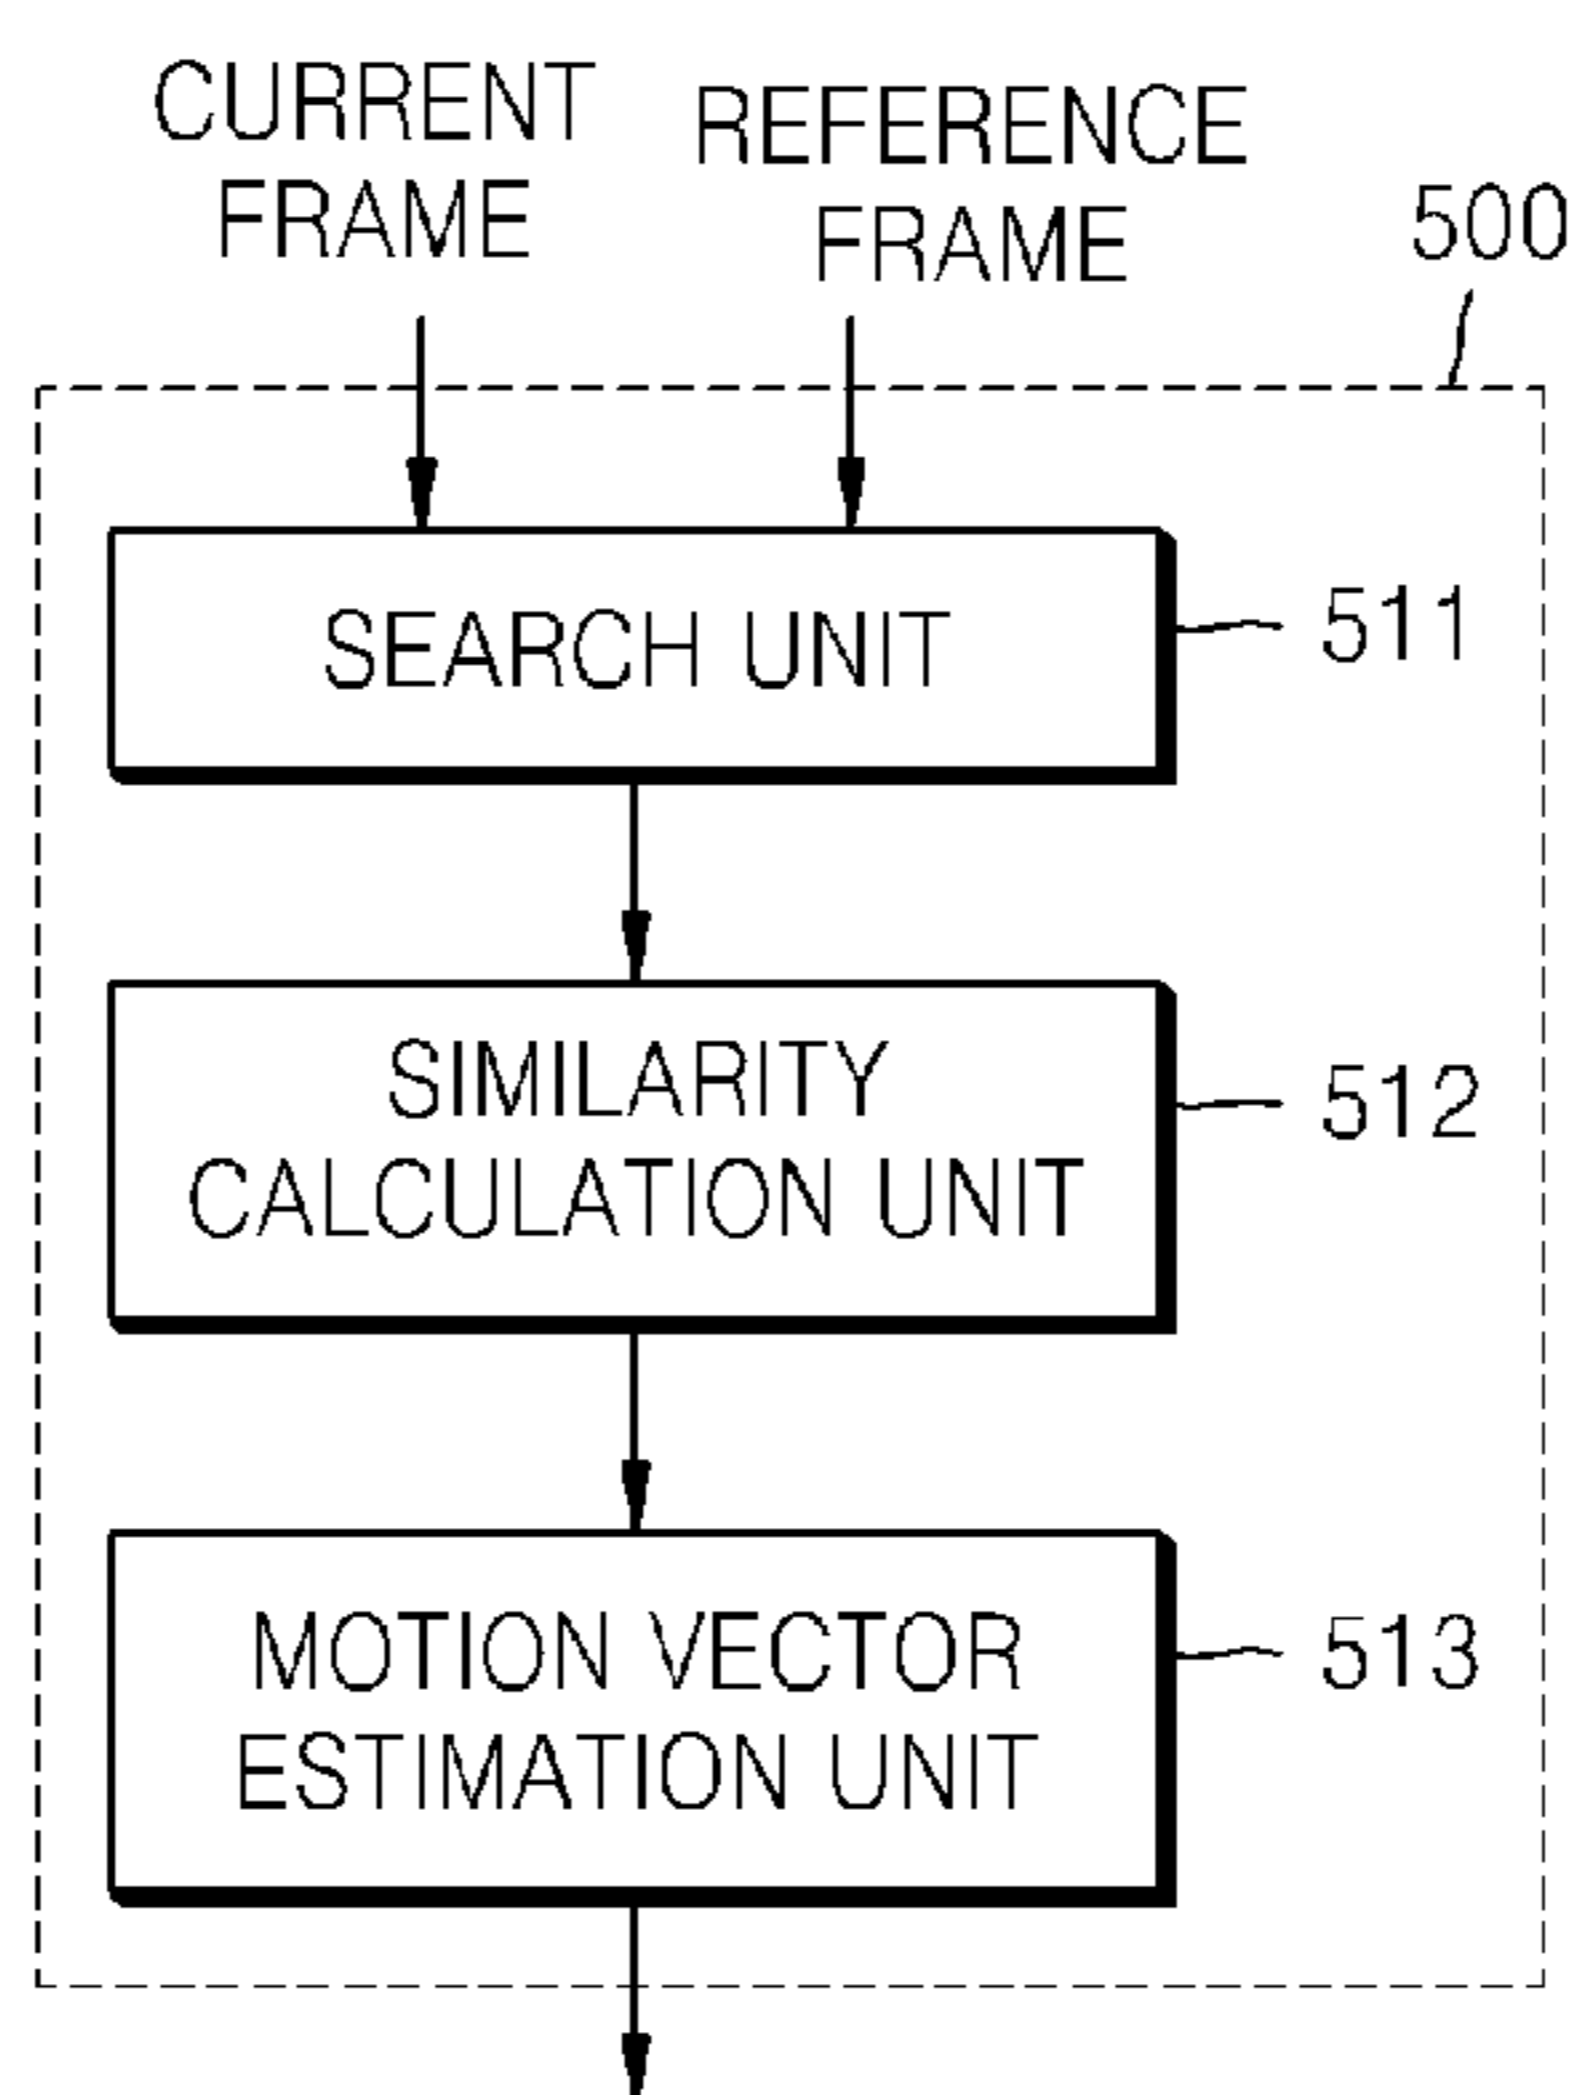 CURRENT
FRAME
REFERENCE
FRAME
500
SEARCH UNIT
511
SIMILARITY
CALCULATION UNIT
512
MOTION VECTOR
ESTIMATION UNIT
513